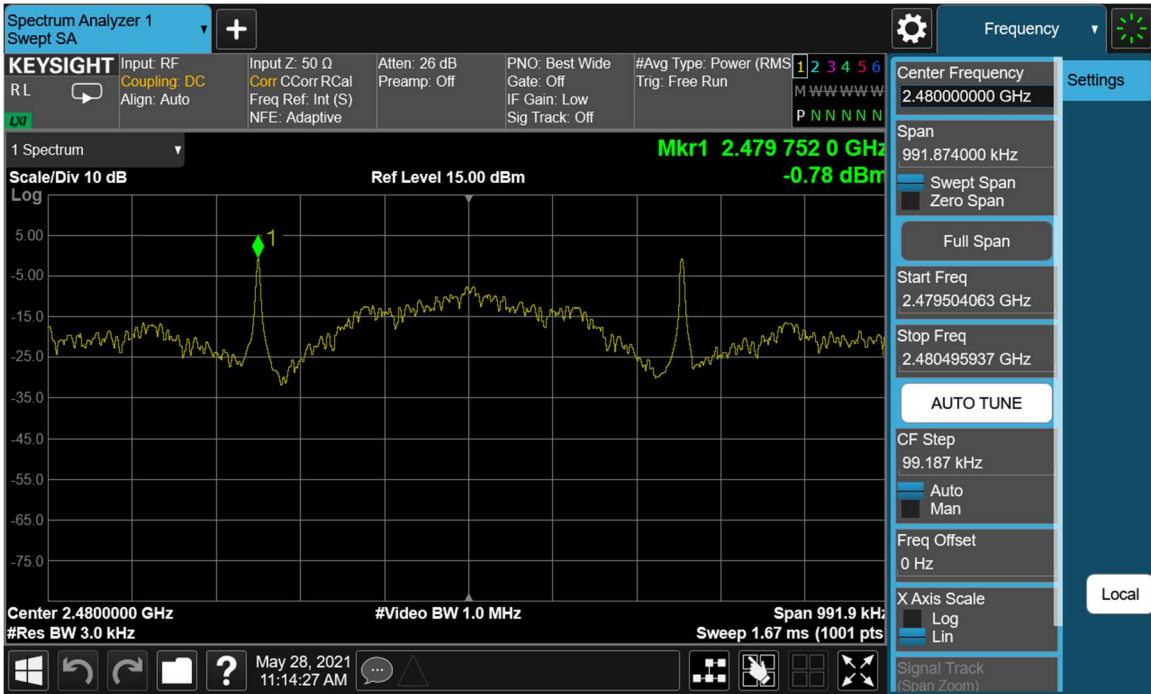 Spectrum Analyzer 1
Swept SA
Frequency
KEYSIGHT
R L
LXI
Input: RF
Coupling: DC
Align: Auto
Input Z: 50 Ω
Corr CCorr RCal
Freq Ref: Int (S)
NFE: Adaptive
Atten: 26 dB
Preamp: Off
PNO: Best Wide
Gate: Off
IF Gain: Low
Sig Track: Off
#Avg Type: Power (RMS
Trig: Free Run
1 2 3 4 5 6
M W W W W W
P N N N N N
1 Spectrum
Scale/Div 10 dB
Ref Level 15.00 dBm
Mkr1 2.479 752 0 GHz
-0.78 dBm
Log
1
5.00
-5.00
-15.0
-25.0
-35.0
-45.0
-55.0
-65.0
-75.0
Center 2.4800000 GHz
#Video BW 1.0 MHz
Span 991.9 kHz
#Res BW 3.0 kHz
Sweep 1.67 ms (1001 pts
?
May 28, 2021
11:14:27 AM
Center Frequency
2.480000000 GHz
Settings
Span
991.874000 kHz
Swept Span
Zero Span
Full Span
Start Freq
2.479504063 GHz
Stop Freq
2.480495937 GHz
AUTO TUNE
CF Step
99.187 kHz
Auto
Man
Freq Offset
0 Hz
X Axis Scale
Log
Lin
Local
Signal Track
(Span Zoom)